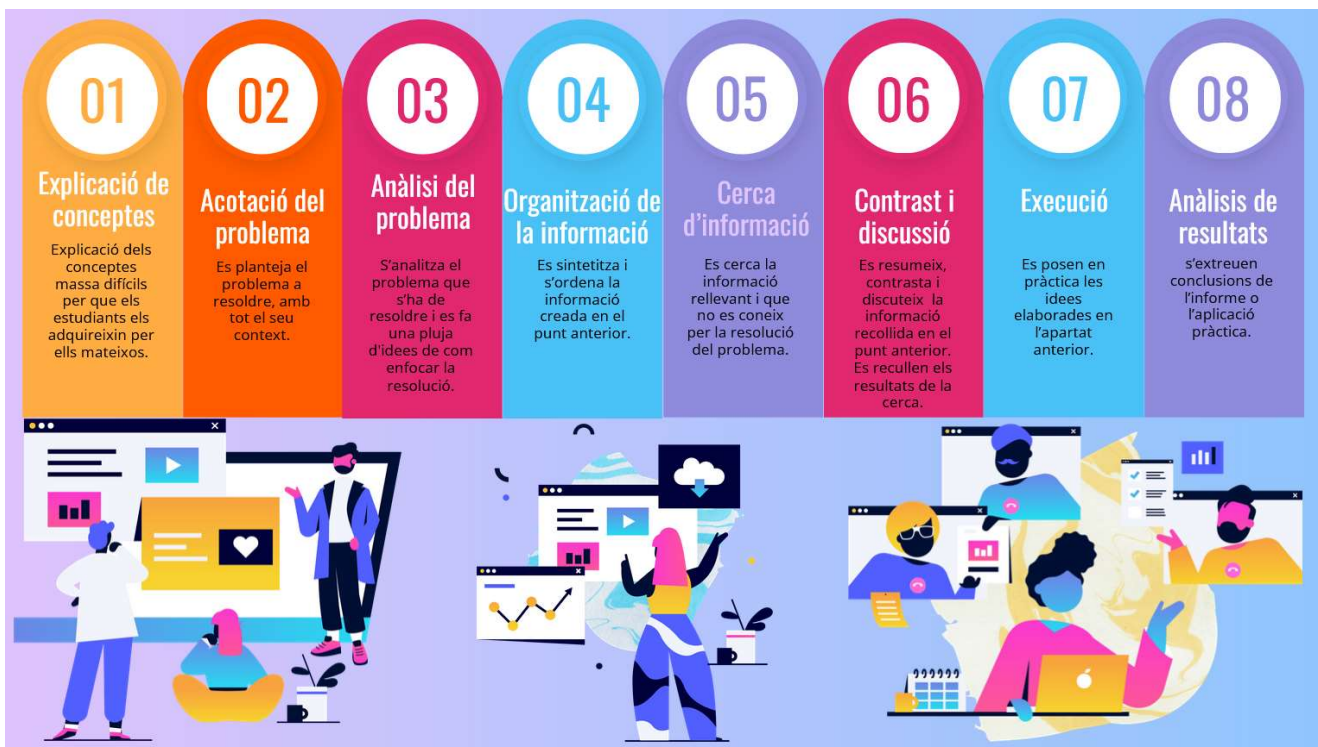 01
Explicació de
conceptes
Explicació dels
conceptes
massa difícils
per que els
estudiants els
adquireixin per
ells mateixos.
02
Acotació del
problema
Es planteja el
problema a
resoldre, amb
tot el seu
context.
03
Anàlisi del
problema
S'analitza el
problema que
s'ha de
resoldre i es fa
una pluja
d'idees de com
enfocar la
resolució.
04
Organització de
la informació
Es sintetitza i
s'ordena la
informació
creada en el
punt anterior.
05
Cerca
d'informació
Es cerca la
informació
rellevant i que
no es coneix
per la resolució
del problema.
06
Contrast i
discussió
Es resumeix,
contrasta i
discuteix la
informació
recollida en el
punt anterior.
Es recullen els
resultats de la
cerca.
07
Execució
Es posen en
pràctica les
idees
elaborades en
l'apartat
anterior.
08
Anàlisis de
resultats
s'extreuen
conclusions de
l'informe o
l'aplicació
pràctica.